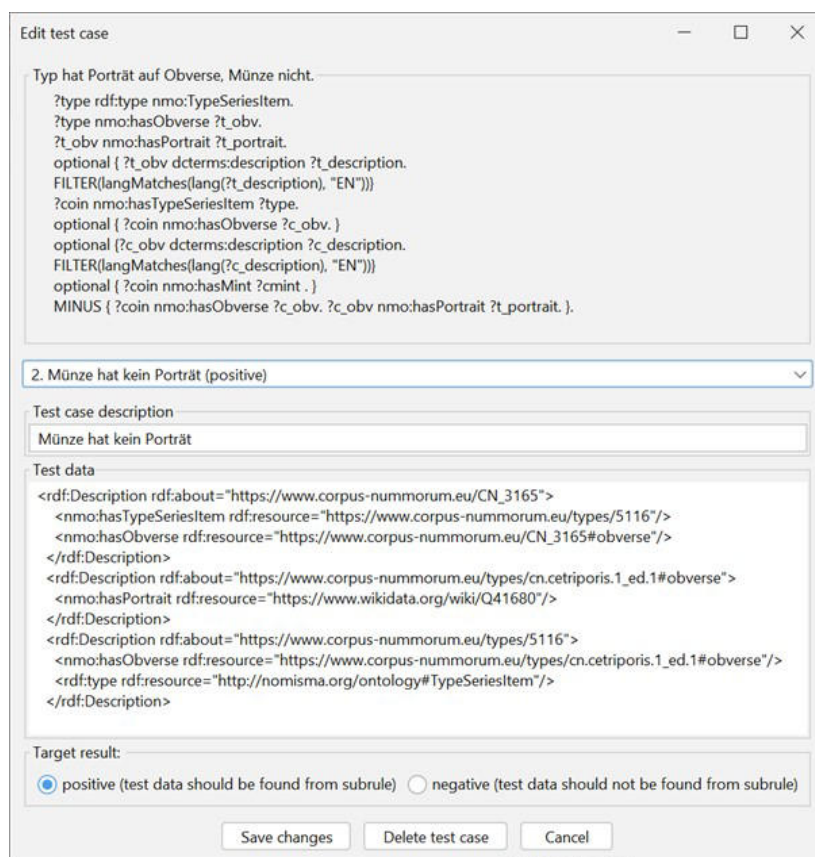 Edit test case
Typ hat Porträt auf Obverse, Münze nicht.
?type rdf:type nmo:TypeSeriesItem.
?type nmo:hasObverse ?t_obv.
?t_obv nmo:hasPortrait ?t_portrait.
optional { ?t_obv dcterms:description ?t_description.
FILTER(langMatches(lang(?t_description), "EN"))}
?coin nmo:hasTypeSeriesItem ?type.
optional { ?coin nmo:hasObverse ?c_obv. }
optional {?c_obv dcterms:description ?c_description.
FILTER(langMatches(lang(?c_description), "EN"))}
optional { ?coin nmo:hasMint ?cmint . }
MINUS { ?coin nmo:hasObverse ?c_obv. ?c_obv nmo:hasPortrait ?t_portrait. }.
2. Münze hat kein Porträt (positive)
Test case description
Münze hat kein Porträt
Test data
<rdf:Description rdf:about="https://www.corpus-nummorum.eu/CN_3165">
<nmo:hasTypeSeriesItem rdf:resource="https://www.corpus-nummorum.eu/types/5116"/>
<nmo:hasObverse rdf:resource="https://www.corpus-nummorum.eu/CN_3165#obverse"/>
</rdf:Description>
<rdf:Description rdf:about="https://www.corpus-nummorum.eu/types/cn.cetriporis.1_ed.1#obverse">
<nmo:hasPortrait rdf:resource="https://www.wikidata.org/wiki/Q41680"/>
</rdf:Description>
<rdf:Description rdf:about="https://www.corpus-nummorum.eu/types/5116">
<nmo:hasObverse rdf:resource="https://www.corpus-nummorum.eu/types/cn.cetriporis.1_ed.1#obverse"/>
<rdf:type rdf:resource="http://nomisma.org/ontology#TypeSeriesItem"/>
</rdf:Description>
Target result:
positive (test data should be found from subrule) negative (test data should not be found from subrule)
Save changes Delete test case Cancel